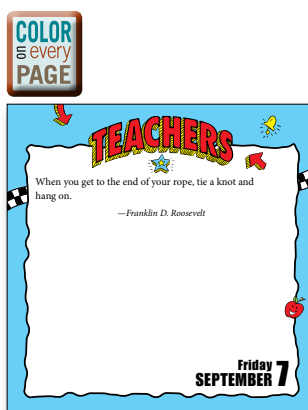 COLOR
on every
PAGE
TEACHERS
When you get to the end of your rope, tie a knot and
hang on.
—Franklin D. Roosevelt
Friday
SEPTEMBER 7